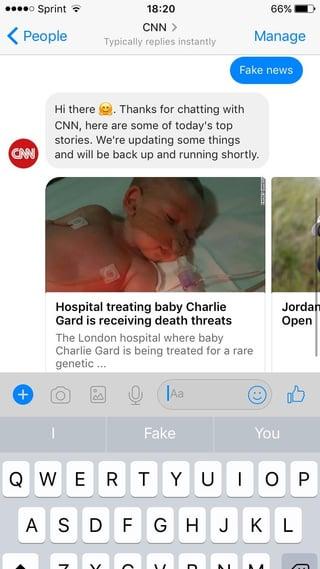 Sprint 18:20 66%
People CNN Manage
Typically replies instantly
Fake news
Hi there 🤗. Thanks for chatting with
CNN, here are some of today's top
stories. We're updating some things
and will be back up and running shortly.
CNN
Hospital treating baby Charlie
Gard is receiving death threats
The London hospital where baby
Charlie Gard is being treated for a rare
genetic ...
Jordan
Open
Aa
I Fake You
Q W E R T Y U I O P
A S D F G H J K L
Z X C V B N M